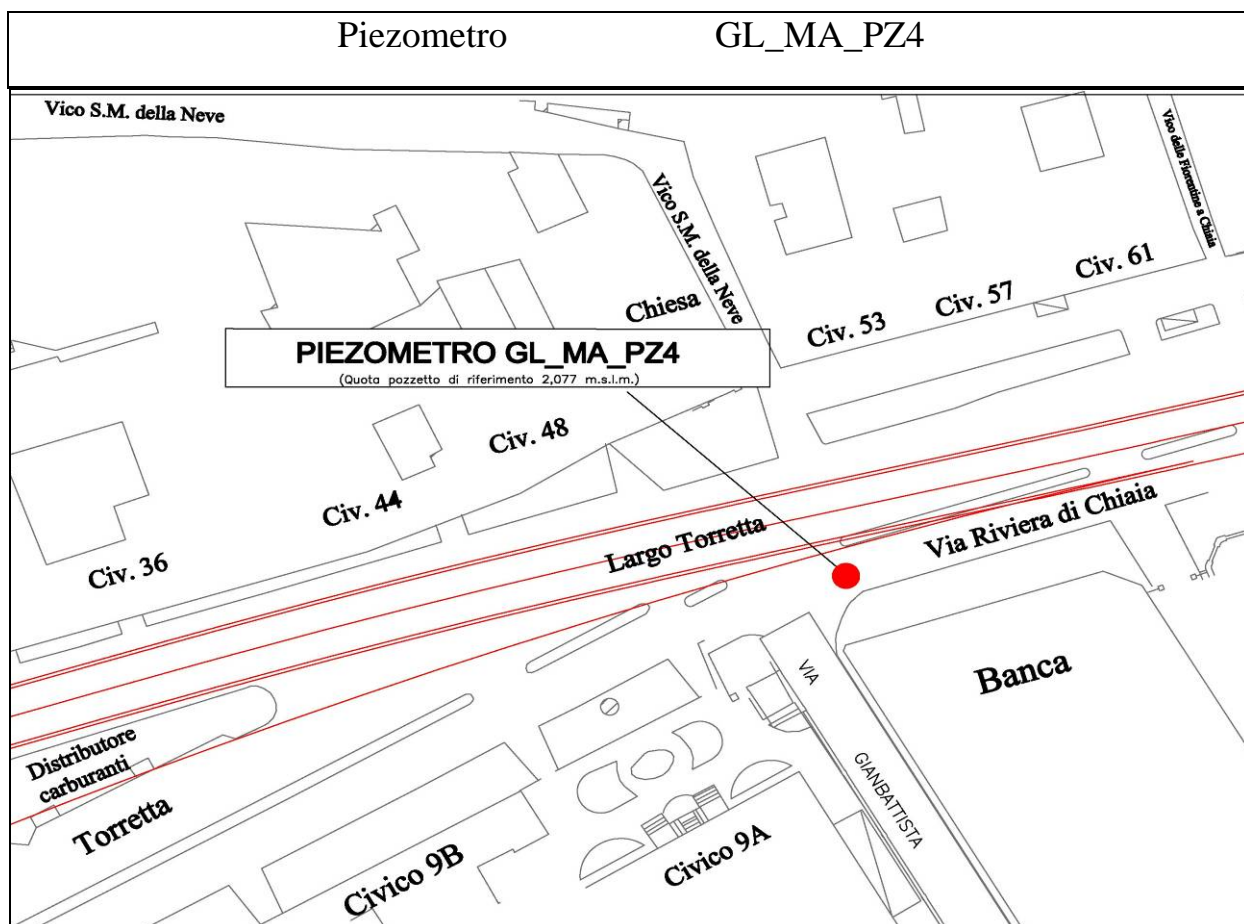 Piezometro GL_MA_PZ4
Vico S.M. della Neve
Vico S.M. della Neve
Vico delle Fiorentine a Chiaia
Chiesa
Civ. 53
Civ. 57
Civ. 61
PIEZOMETRO GL_MA_PZ4
(Quota pozzetto di riferimento 2,077 m.s.l.m.)
Civ. 48
Civ. 44
Civ. 36
Largo Torretta
Via Riviera di Chiaia
Banca
VIA
GIANBATTISTA
Distributore
carburanti
Torretta
Civico 9B
Civico 9A